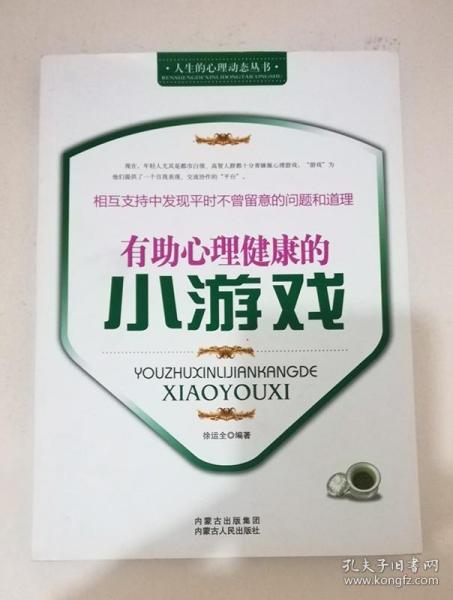 ·人生的心理动态丛书·
RENSHENGDEXINLIDONGTAICONGSHU
现在，年轻人尤其是都市白领、高管人群都十分青睐猴心理游戏，“游戏”为
他们提供了一个自我表现、交流协作的“平台”。
相互支持中发现平时不曾留意的问题和道理
有助心理健康的
小游戏
YOUZHUXINLIJIANKANGDE
XIAOYOUXI
徐运全◎编著
内蒙古出版集团
内蒙古人民出版社
孔夫子旧书网
www.kongfz.com